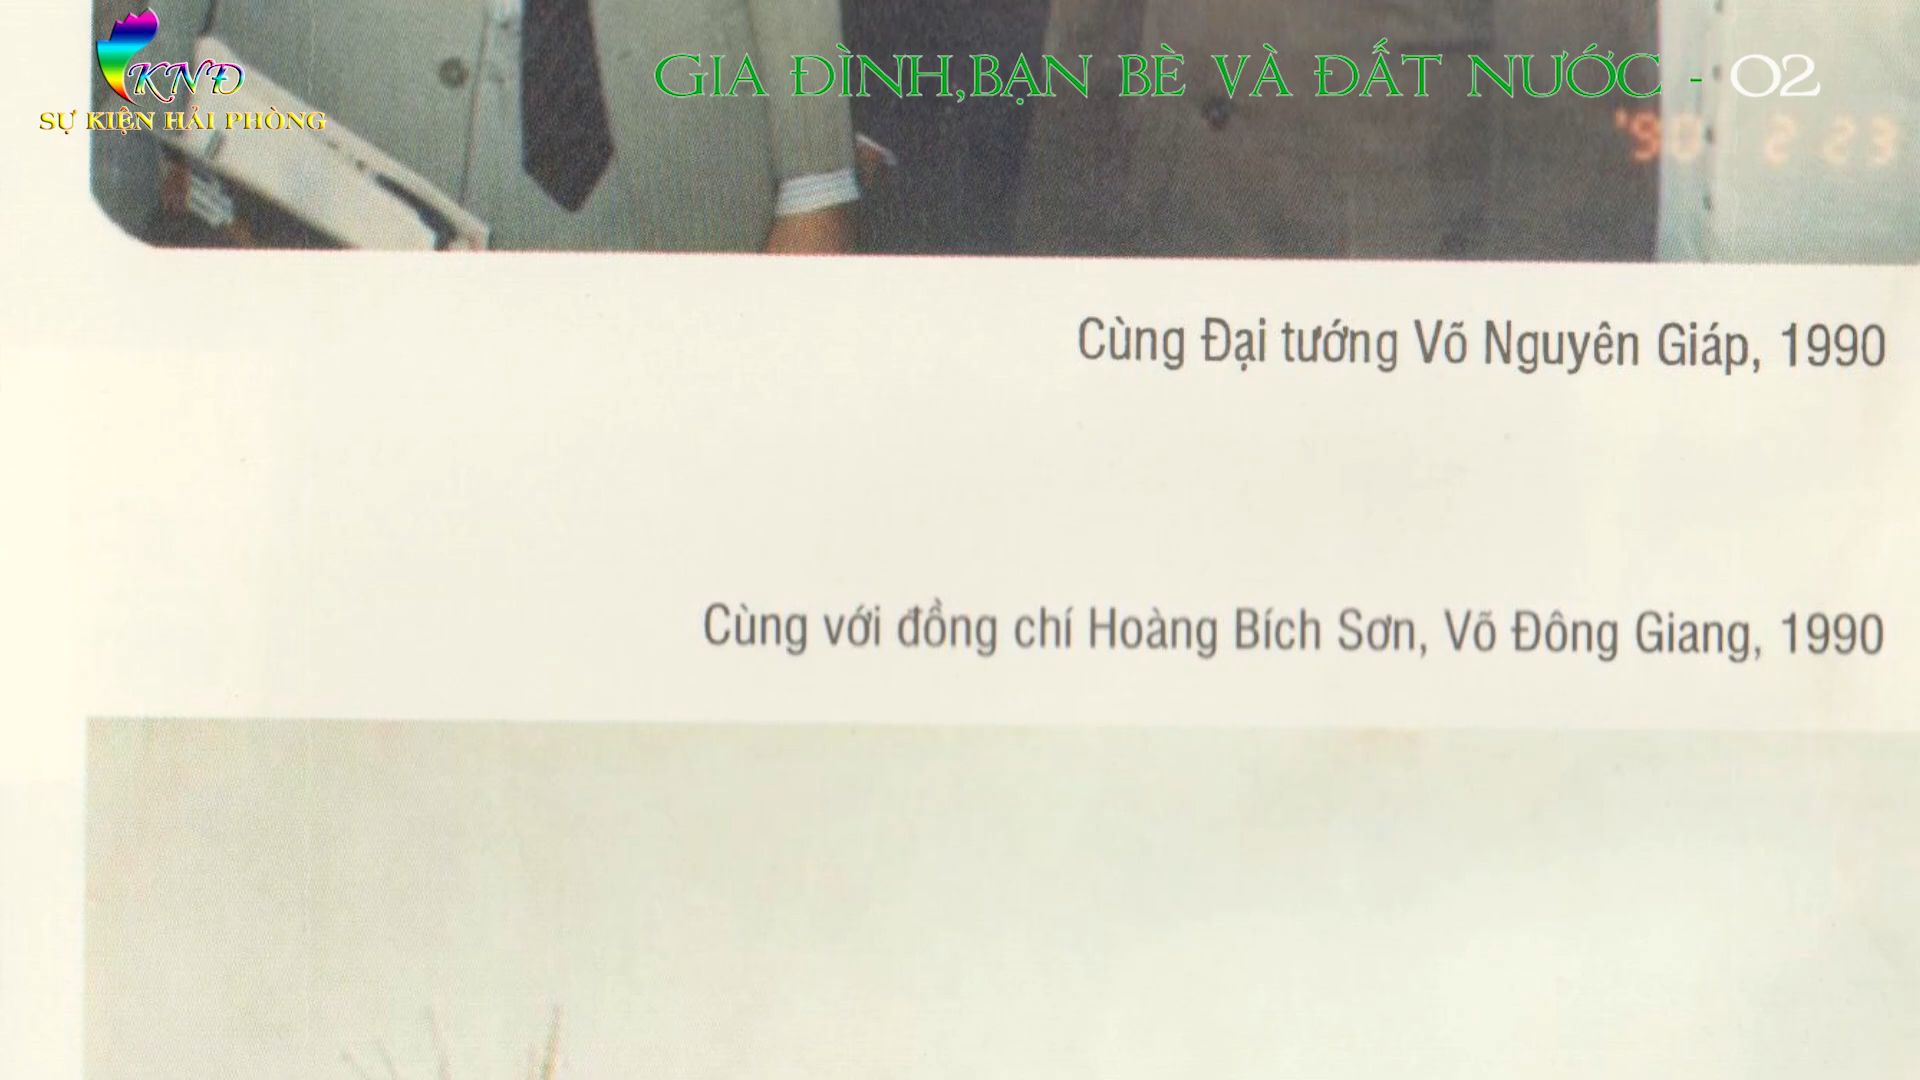 KNĐ
SỰ KIỆN HẢI PHÒNG
GIA ĐÌNH,BẠN BÈ VÀ ĐẤT NƯỚC - 02
'90 2 23
Cùng Đại tướng Võ Nguyên Giáp, 1990
Cùng với đồng chí Hoàng Bích Sơn, Võ Đông Giang, 1990